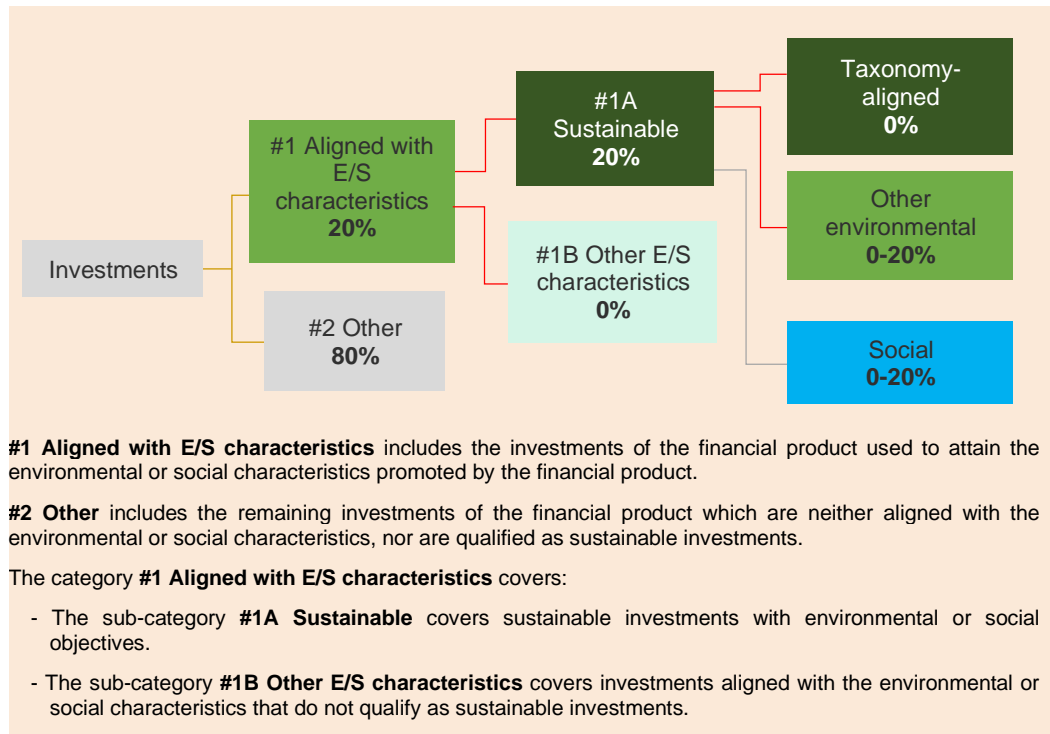 Investments
#1 Aligned with
E/S
characteristics
20%
#2 Other
80%
#1A
Sustainable
20%
#1B Other E/S
characteristics
0%
Taxonomy-
aligned
0%
Other
environmental
0-20%
Social
0-20%
#1 Aligned with E/S characteristics includes the investments of the financial product used to attain the
environmental or social characteristics promoted by the financial product.
#2 Other includes the remaining investments of the financial product which are neither aligned with the
environmental or social characteristics, nor are qualified as sustainable investments.
The category #1 Aligned with E/S characteristics covers:
- The sub-category #1A Sustainable covers sustainable investments with environmental or social
objectives.
- The sub-category #1B Other E/S characteristics covers investments aligned with the environmental or
social characteristics that do not qualify as sustainable investments.